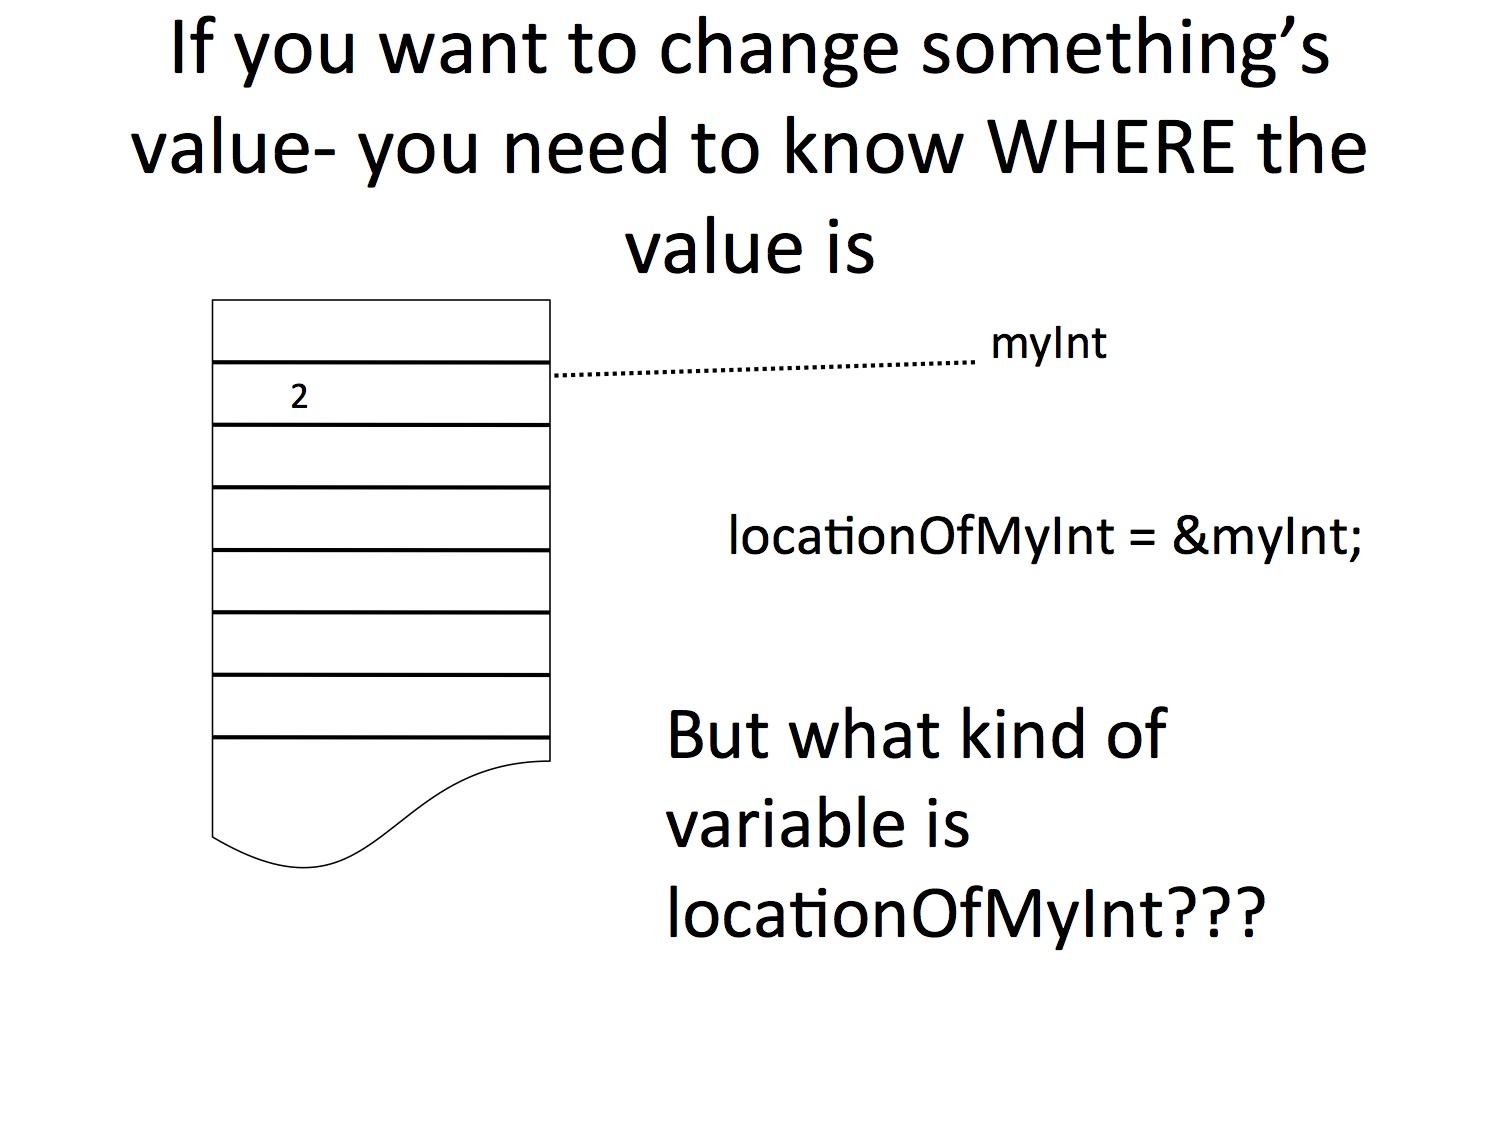 If you want to change something’s
value- you need to know WHERE the
value is
myInt
2
locationOfMyInt = &myInt;
But what kind of
variable is
locationOfMyInt???